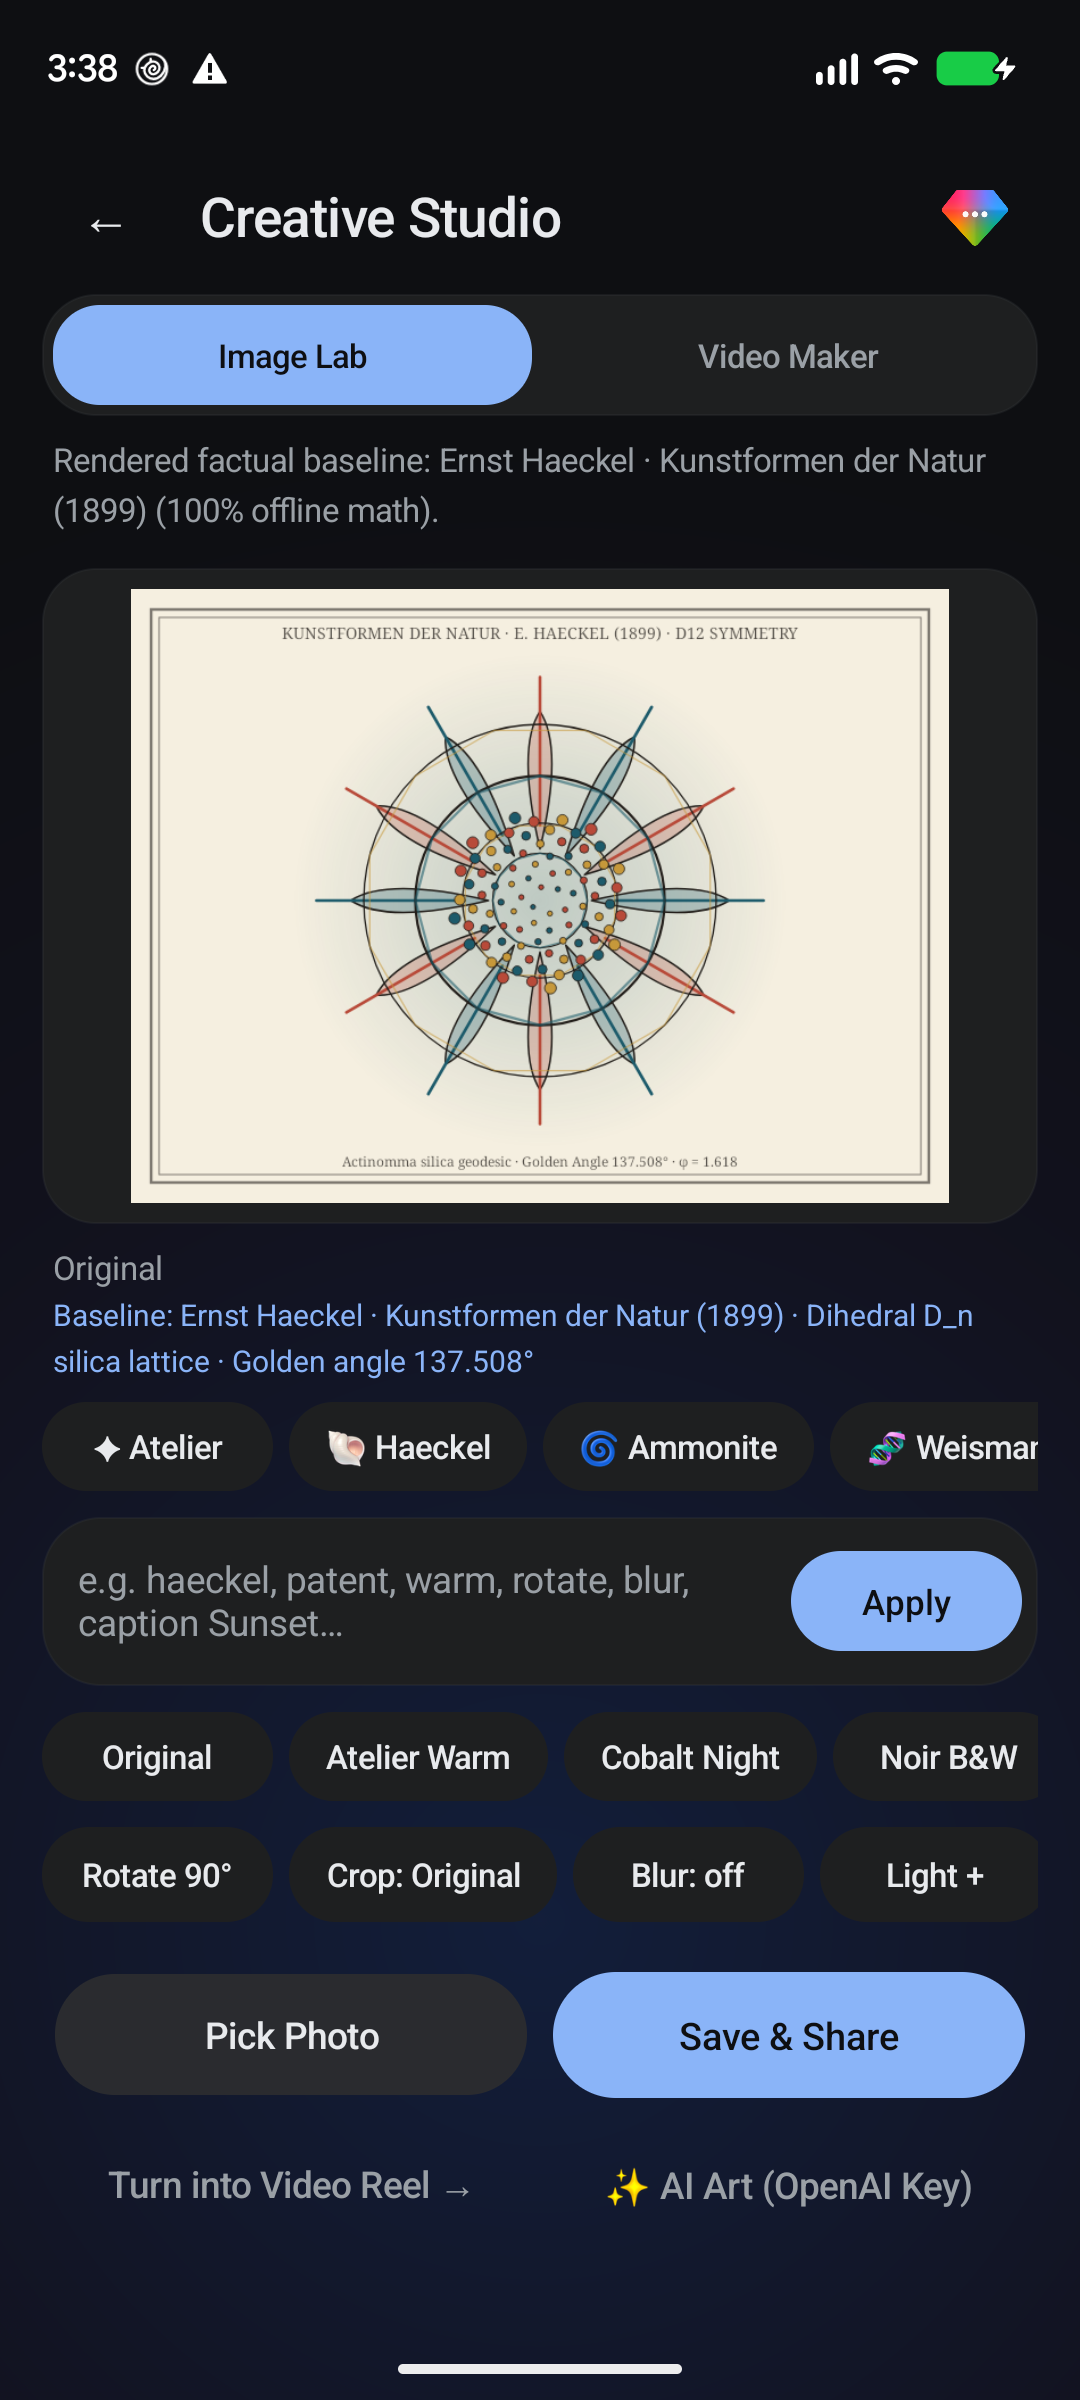 3:38
← Creative Studio
Image Lab
Video Maker
Rendered factual baseline: Ernst Haeckel · Kunstformen der Natur
(1899) (100% offline math).
KUNSTFORMEN DER NATUR · E. HAECKEL (1899) · D12 SYMMETRY
Actinomma silica geodesic · Golden Angle 137.508° · φ = 1.618
Original
Baseline: Ernst Haeckel · Kunstformen der Natur (1899) · Dihedral D_n
silica lattice · Golden angle 137.508°
✦ Atelier
🐚 Haeckel
🌀 Ammonite
🧬 Weisman
e.g. haeckel, patent, warm, rotate, blur,
caption Sunset...
Apply
Original
Atelier Warm
Cobalt Night
Noir B&W
Rotate 90°
Crop: Original
Blur: off
Light +
Pick Photo
Save & Share
Turn into Video Reel →
✨ AI Art (OpenAI Key)